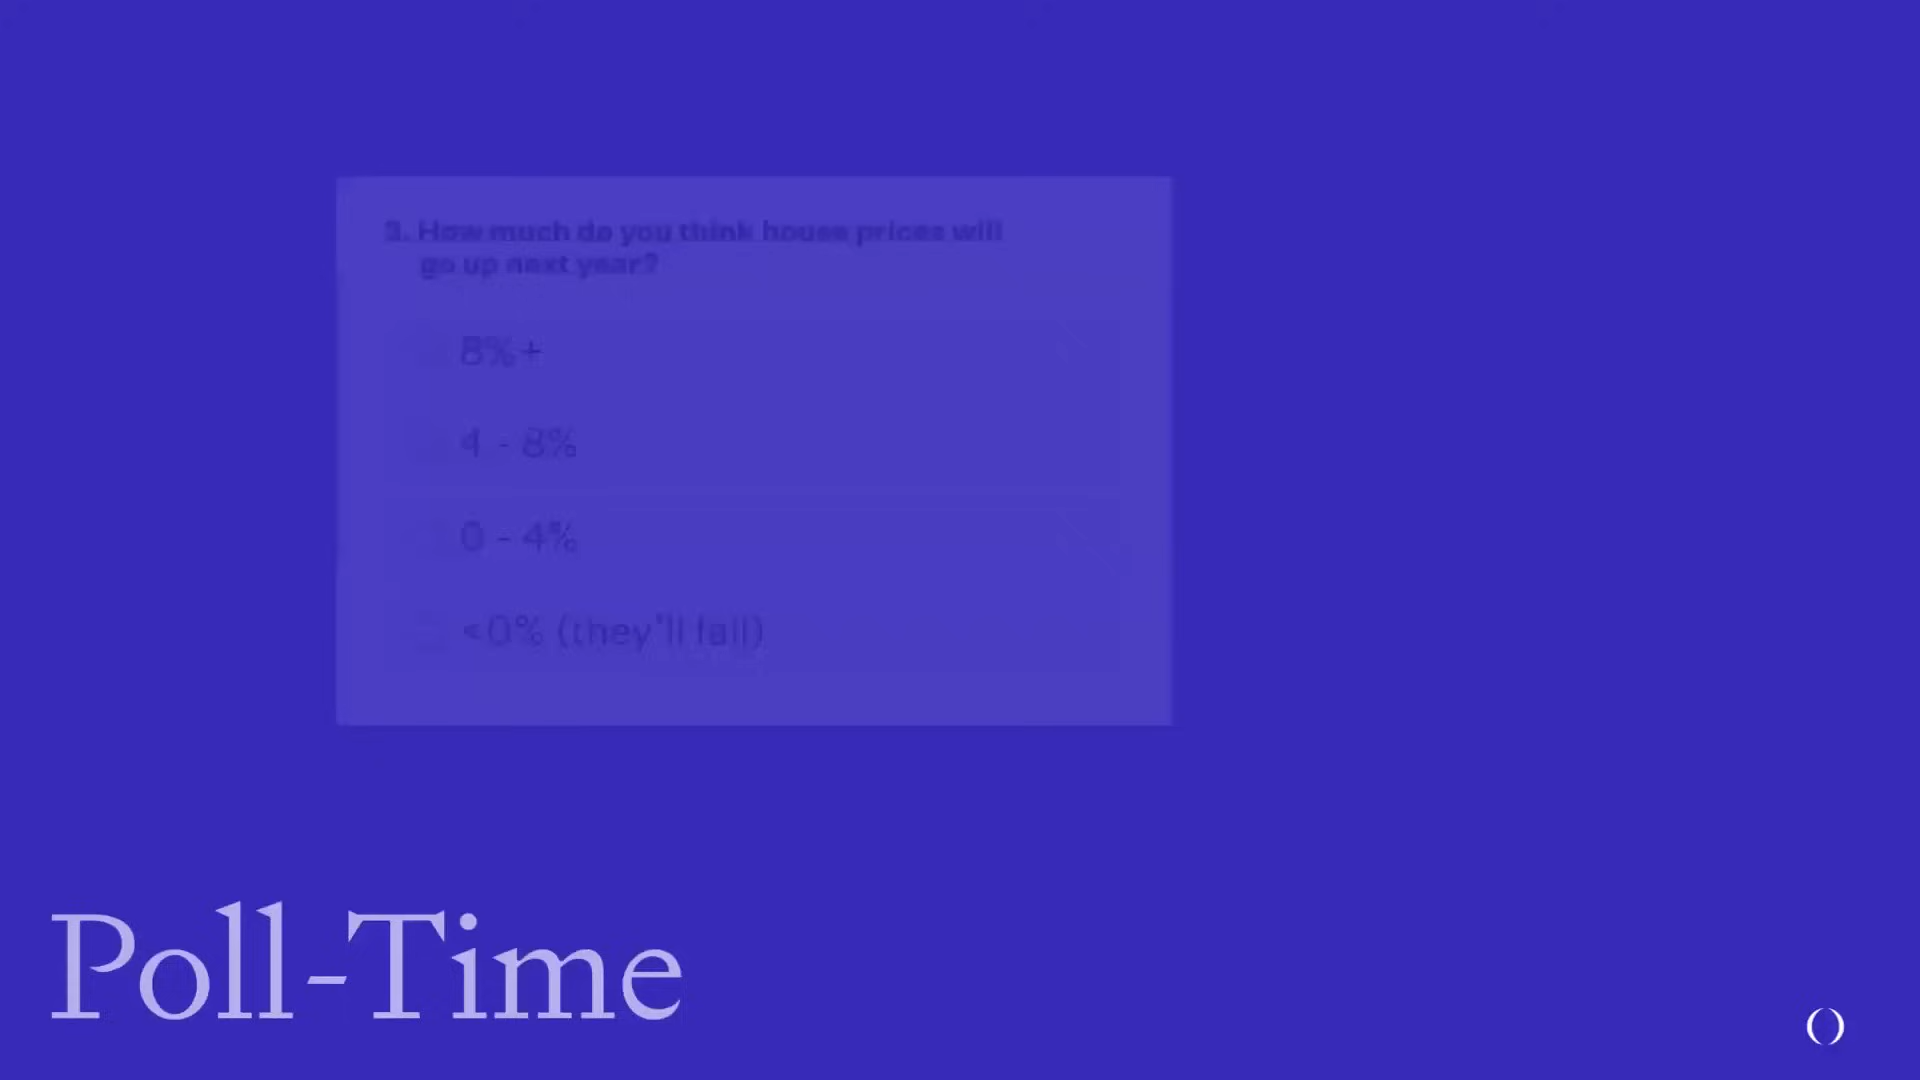 3. How much do you think house prices will
go up next year?
8%+
4 - 8%
0 - 4%
<0% (they'll fall)
Poll-Time